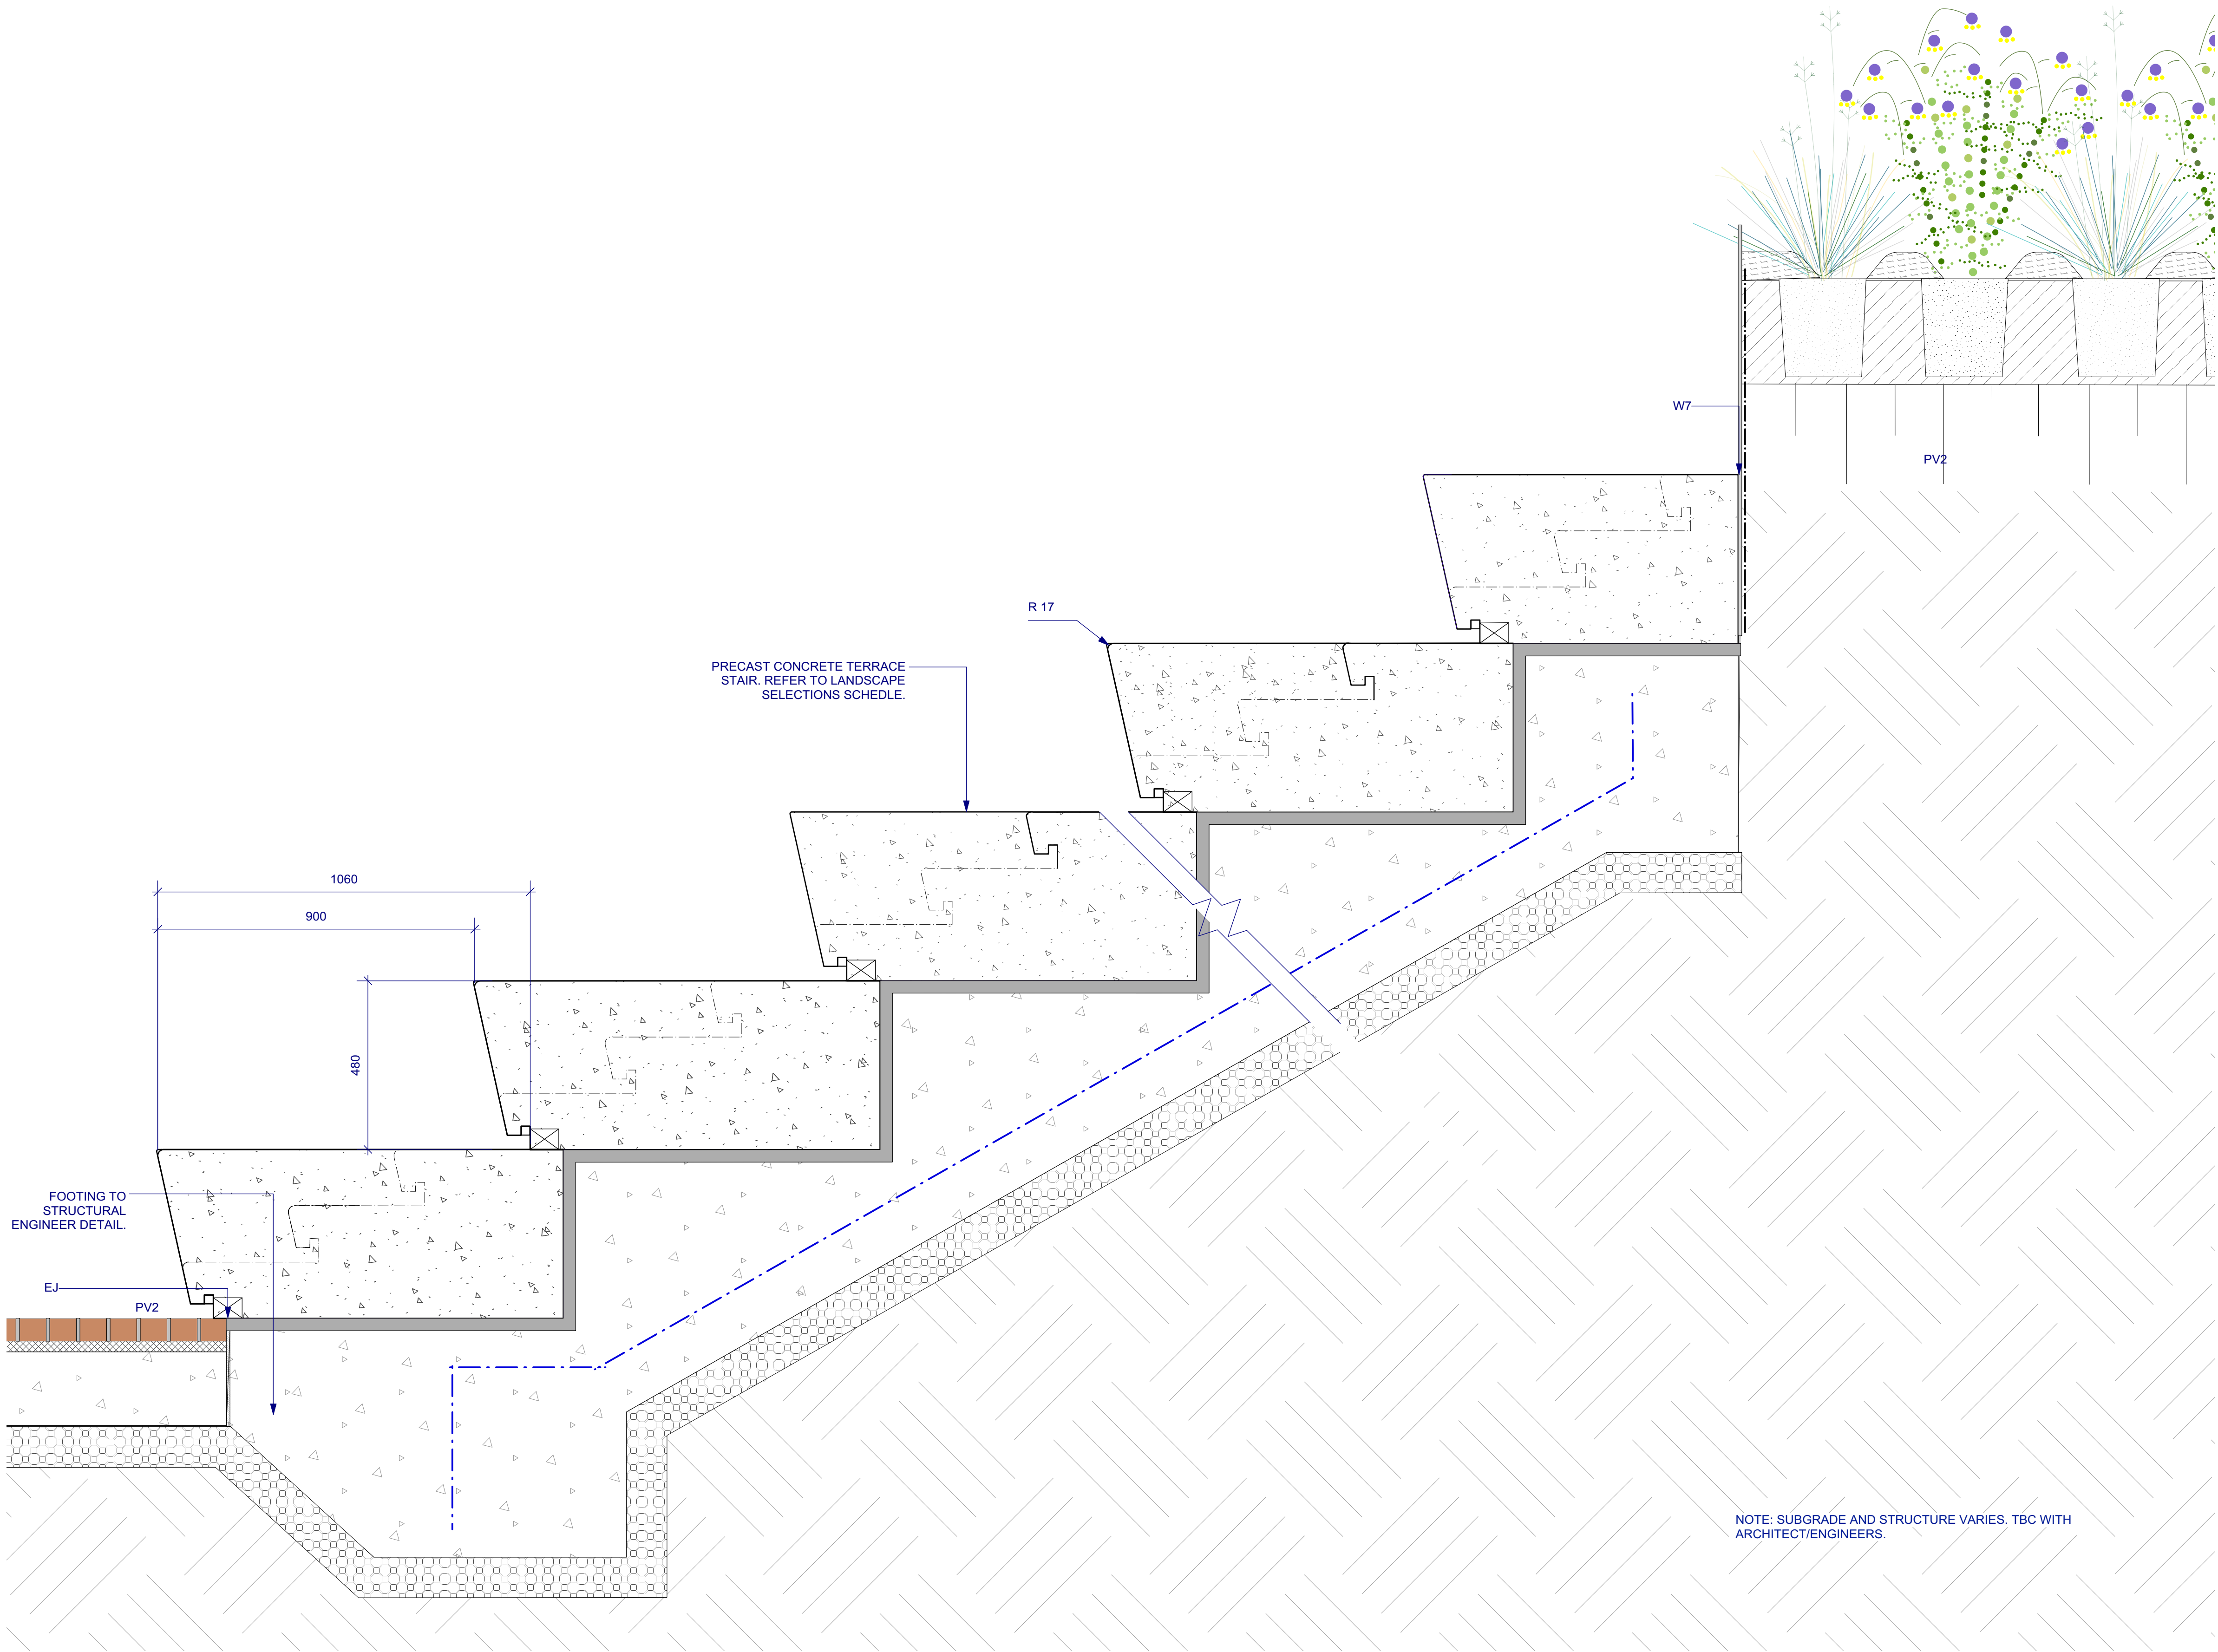 W7
PV2
R 17
PRECAST CONCRETE TERRACE
STAIR. REFER TO LANDSCAPE
SELECTIONS SCHEDLE.
1060
900
480
FOOTING TO
STRUCTURAL
ENGINEER DETAIL.
EJ
PV2
NOTE: SUBGRADE AND STRUCTURE VARIES. TBC WITH
ARCHITECT/ENGINEERS.